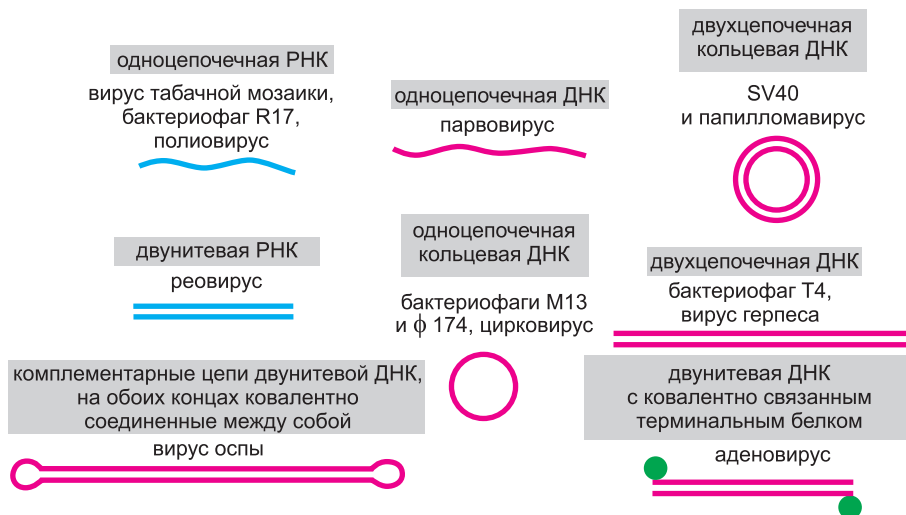 одноцепочечная РНК
вирус табачной мозаики,
бактериофаг R17,
полиовирус
одноцепочечная ДНК
парвовирус
двухцепочечная
кольцевая ДНК
SV40
и папилломавирус
двунитевая РНК
реовирус
одноцепочечная
кольцевая ДНК
бактериофаги M13
и ϕ 174, цирковирус
двухцепочечная ДНК
бактериофаг T4,
вирус герпеса
комплементарные цепи двунитевой ДНК,
на обоих концах ковалентно
соединенные между собой
вирус оспы
двунитевая ДНК
с ковалентно связанным
терминальным белком
аденовирус